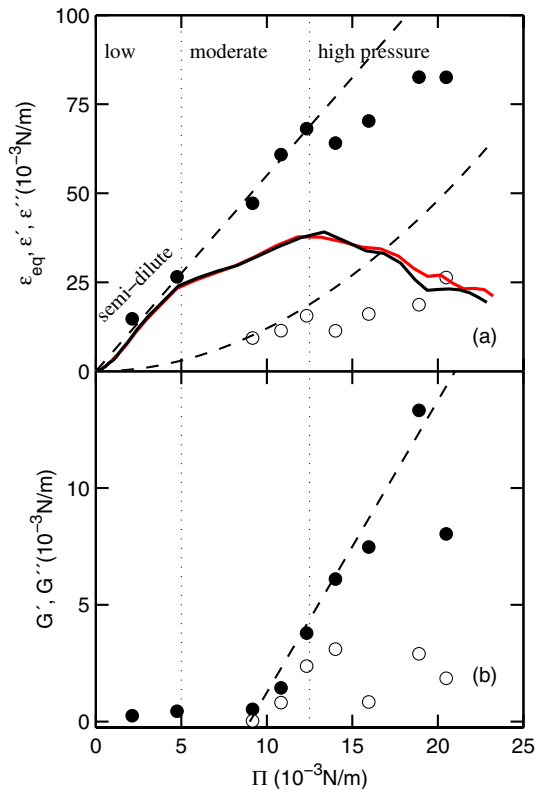 low moderate high pressure
100
75
50
25
0
ε_eq, ε′, ε″(10⁻³N/m)
semi−dilute
(a)
10
5
0
G′, G″(10⁻³N/m)
(b)
0 5 10 15 20 25
Π (10⁻³N/m)